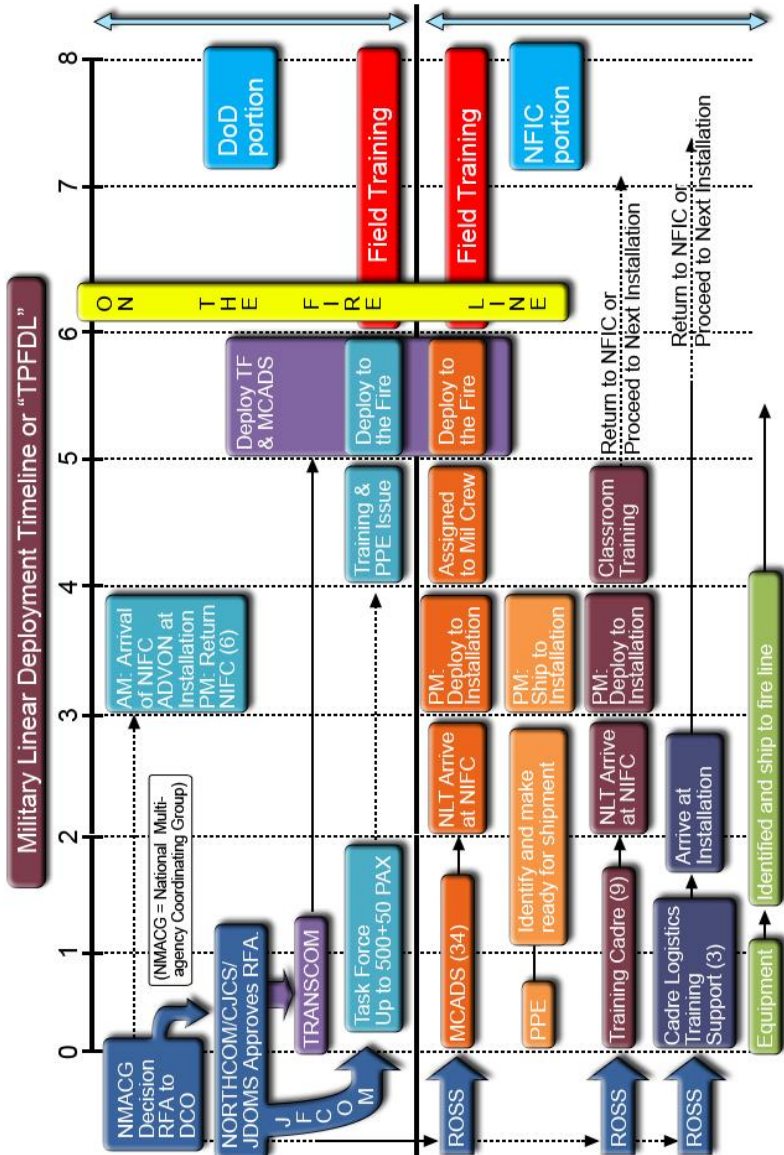 Military Linear Deployment Timeline or “TPFDL”
0
1
2
3
4
5
6
7
8
NMACG
Decision
RFA to
DCO
(NMACG = National Multi-
agency Coordinating Group)
AM: Arrival
of NIFC
ADVON at
Installation
PM: Return
NIFC (6)
ON THE FIRE LINE
DoD
portion
NORTHCOM/CJCS/
JDOMS Approves RFA.
JFCOM
TRANSCOM
Deploy TF
& MCADS
Task Force
Up to 500+50 PAX
Training &
PPE Issue
Deploy to
the Fire
Field Training
ROSS
MCADS (34)
NLT Arrive
at NIFC
PM:
Deploy to
Installation
Assigned
to Mil Crew
Deploy to
the Fire
Field Training
PPE
Identify and make
ready for shipment
PM:
Ship to
Installation
NFIC
portion
ROSS
Training Cadre (9)
NLT Arrive
at NIFC
PM:
Deploy to
Installation
Classroom
Training
Return to NFIC or
Proceed to Next Installation
ROSS
Cadre Logistics
Training
Support (3)
Arrive at
Installation
Return to NFIC or
Proceed to Next Installation
Equipment
Identified and ship to fire line